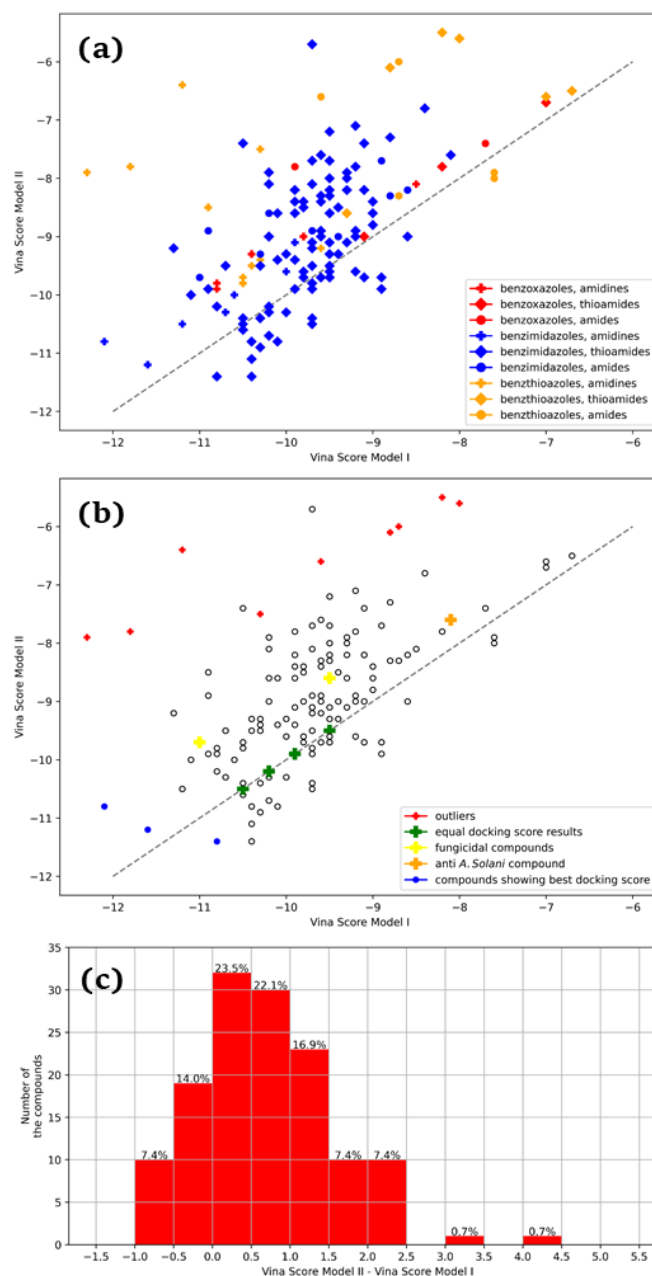 (a)
−6
−7
−8
−9
−10
−11
−12
Vina Score Model II
benzoxazoles, amidines
benzoxazoles, thioamides
benzoxazoles, amides
benzimidazoles, amidines
benzimidazoles, thioamides
benzimidazoles, amides
benzthioazoles, amidines
benzthioazoles, thioamides
benzthioazoles, amides
−12 −11 −10 −9 −8 −7 −6
Vina Score Model I
(b)
−6
−7
−8
−9
−10
−11
−12
Vina Score Model II
outliers
equal docking score results
fungicidal compounds
anti A. Solani compound
compounds showing best docking score
−12 −11 −10 −9 −8 −7 −6
Vina Score Model I
(c)
35
30
25
20
15
10
5
0
Number of
the compounds
7.4% 14.0% 23.5% 22.1% 16.9% 7.4% 7.4% 0.7% 0.7%
−1.5 −1.0 −0.5 0.0 0.5 1.0 1.5 2.0 2.5 3.0 3.5 4.0 4.5 5.0 5.5
Vina Score Model II - Vina Score Model I